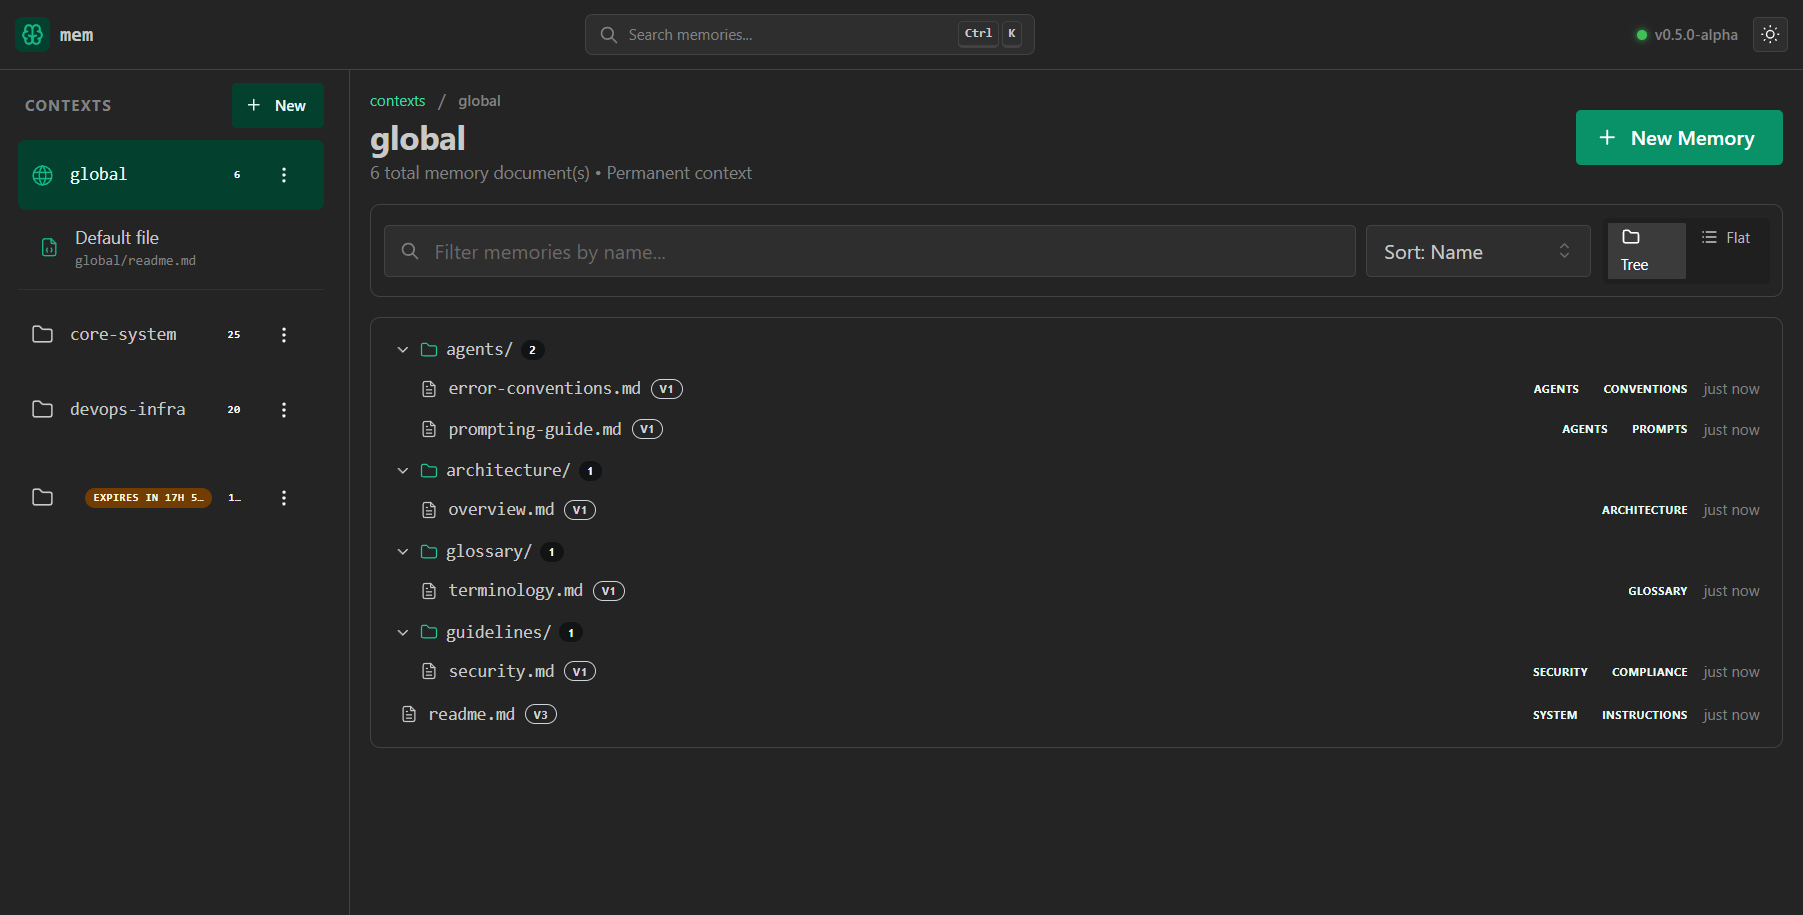 mem
Search memories...
Ctrl K
v0.5.0-alpha
CONTEXTS
+ New
global 6
Default file
global/readme.md
core-system 25
devops-infra 20
EXPIRES IN 17H 5… 1…
contexts / global
global
6 total memory document(s) • Permanent context
+ New Memory
Filter memories by name...
Sort: Name
Tree
Flat
agents/ 2
error-conventions.md V1 AGENTS CONVENTIONS just now
prompting-guide.md V1 AGENTS PROMPTS just now
architecture/ 1
overview.md V1 ARCHITECTURE just now
glossary/ 1
terminology.md V1 GLOSSARY just now
guidelines/ 1
security.md V1 SECURITY COMPLIANCE just now
readme.md V3 SYSTEM INSTRUCTIONS just now